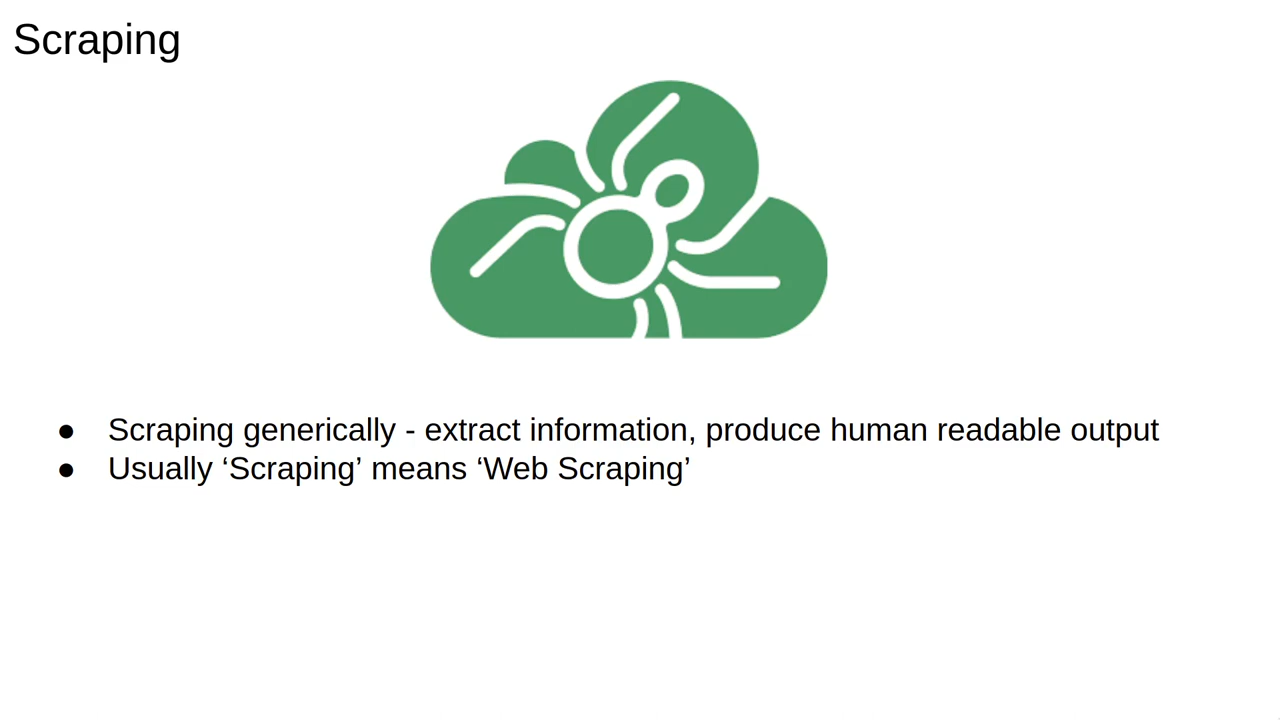 Scraping
● Scraping generically - extract information, produce human readable output
● Usually ‘Scraping’ means ‘Web Scraping’